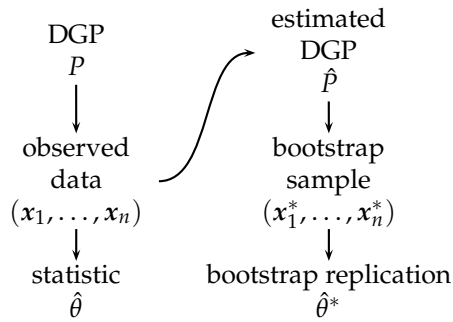 DGP
P
observed
data
(x₁, . . . , xₙ)
statistic
θ̂
estimated
DGP
P̂
bootstrap
sample
(x₁*, . . . , xₙ*)
bootstrap replication
θ̂*